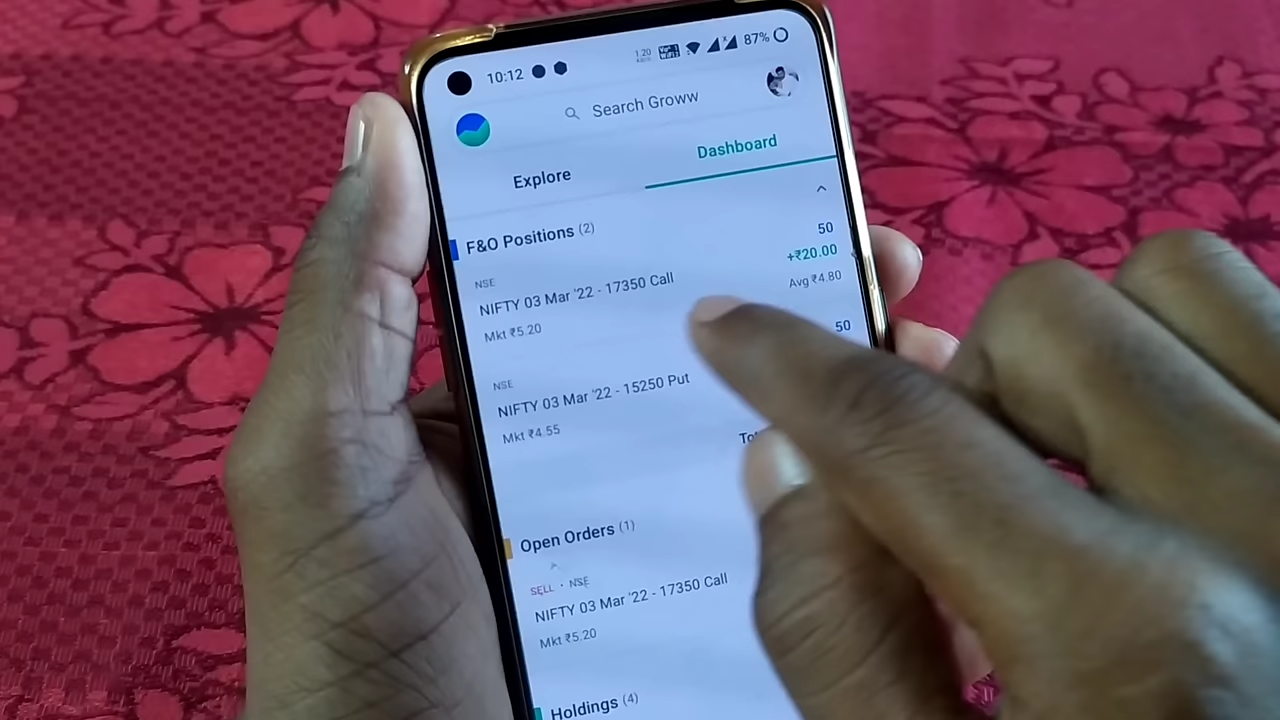 10:12
1.20
87%
Search Groww
Explore
Dashboard
F&O Positions (2)
50
NSE
+₹20.00
NIFTY 03 Mar '22 - 17350 Call
Avg ₹4.80
Mkt ₹5.20
50
NSE
NIFTY 03 Mar '22 - 15250 Put
Mkt ₹4.55
Open Orders (1)
SELL · NSE
NIFTY 03 Mar '22 - 17350 Call
Mkt ₹5.20
Holdings (4)